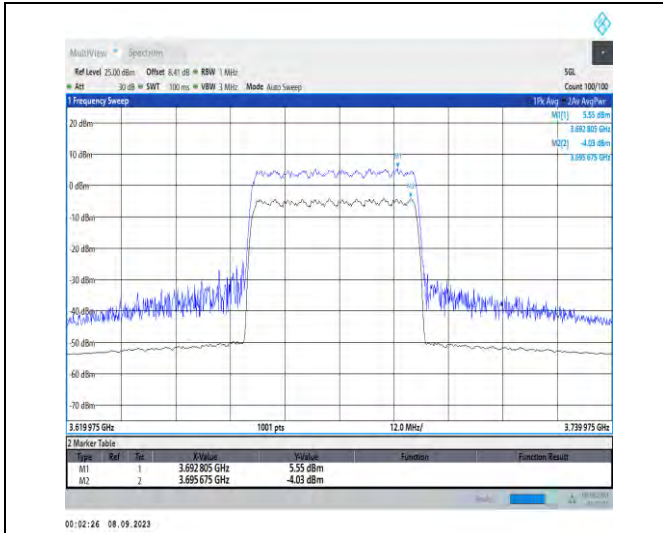 MultiView Spectrum
Ref Level 25.00 dBm Offset 8.41 dB RBW 1 MHz SGL
Att 30 dB SWT 100 ms VBW 3 MHz Mode Auto Sweep Count 100/100
1 Frequency Sweep 1Pk Avg 2Av AvgPwr
M1[1] 5.55 dBm
3.692 805 GHz
M2[2] -4.03 dBm
3.695 675 GHz
20 dBm
10 dBm
M1
0 dBm
M2
-10 dBm
-20 dBm
-30 dBm
-40 dBm
-50 dBm
-60 dBm
-70 dBm
3.619 975 GHz 1001 pts 12.0 MHz/ 3.739 975 GHz
2 Marker Table
Type Ref Trc X-Value Y-Value Function Function Result
M1 1 3.692 805 GHz 5.55 dBm
M2 2 3.695 675 GHz -4.03 dBm
00:02:26 08.09.2023